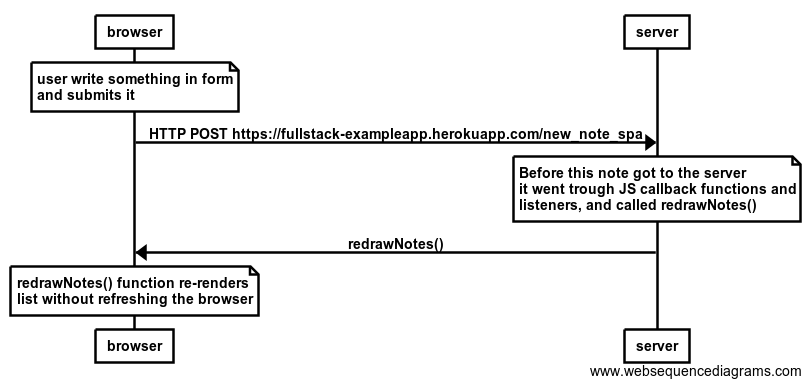 browser
server
user write something in form
and submits it
HTTP POST https://fullstack-exampleapp.herokuapp.com/new_note_spa
Before this note got to the server
it went trough JS callback functions and
listeners, and called redrawNotes()
redrawNotes()
redrawNotes() function re-renders
list without refreshing the browser
browser
server
www.websequencediagrams.com